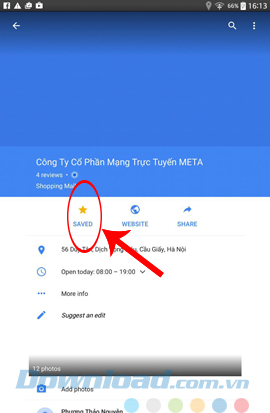 66% 16:13
Công Ty Cổ Phần Mạng Trực Tuyến META
4 reviews •
Shopping Mall
SAVED WEBSITE SHARE
56 Duy Tân, Dịch Vọng Hậu, Cầu Giấy, Hà Nội
Open today: 08:00 – 19:00
More info
Suggest an edit
12 photos
Download.com.vn
Add photos
Phương Thảo Nguyễn